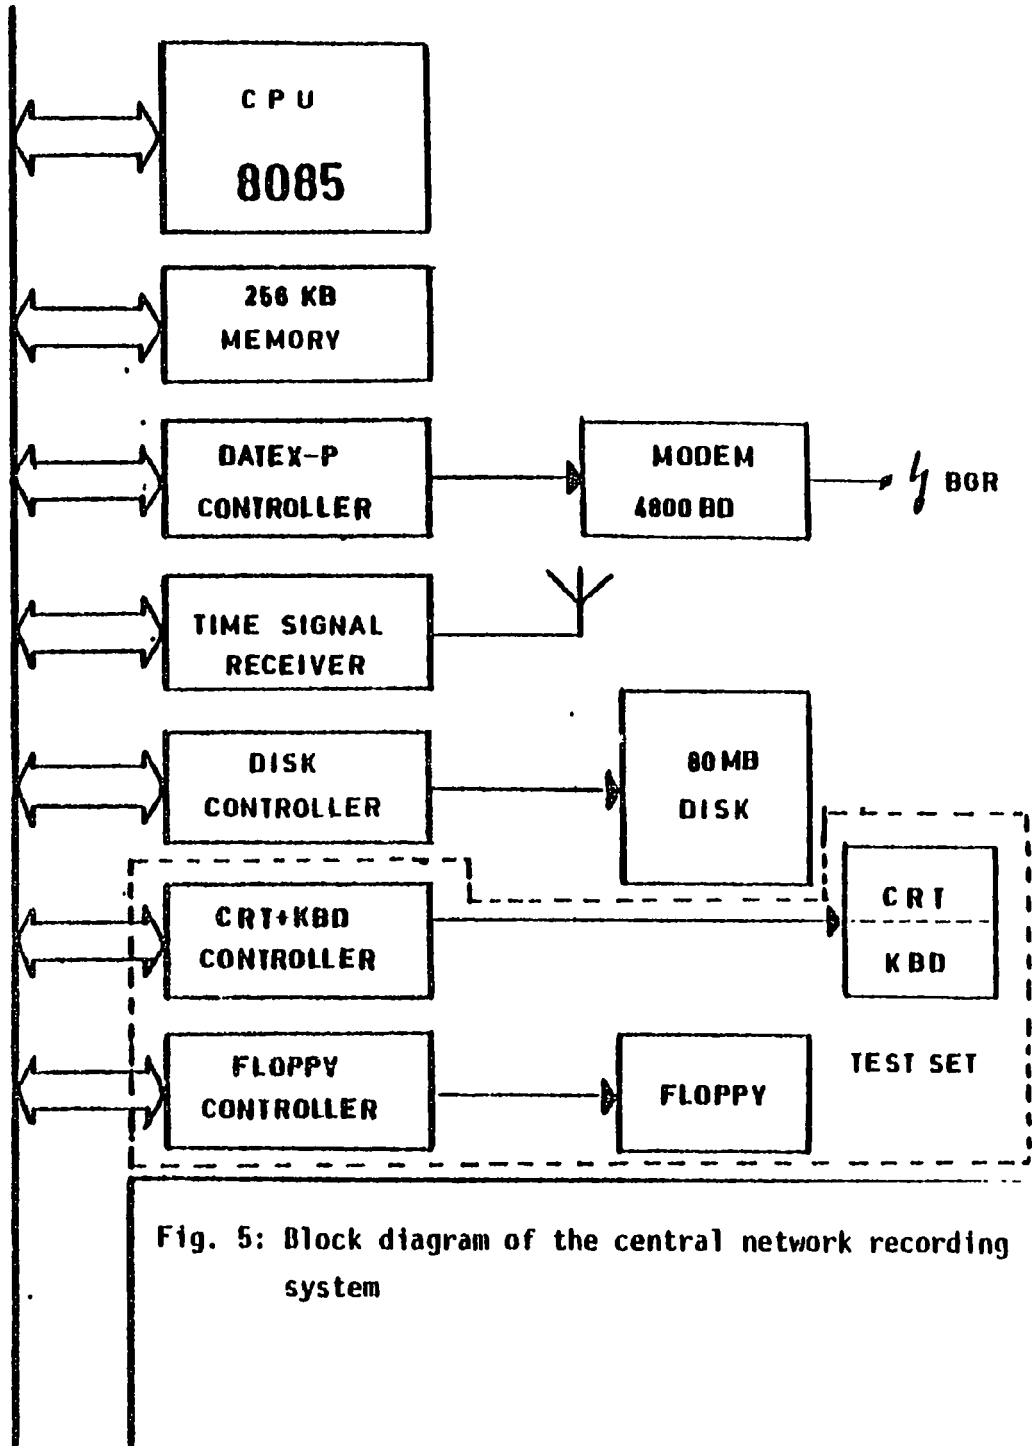 CPU
8085
256 KB
MEMORY
DATEX-P
CONTROLLER
MODEM
4800 BD
BGR
TIME SIGNAL
RECEIVER
DISK
CONTROLLER
80 MB
DISK
CRT+KBD
CONTROLLER
CRT
KBD
FLOPPY
CONTROLLER
FLOPPY
TEST SET
Fig. 5: Block diagram of the central network recording
system